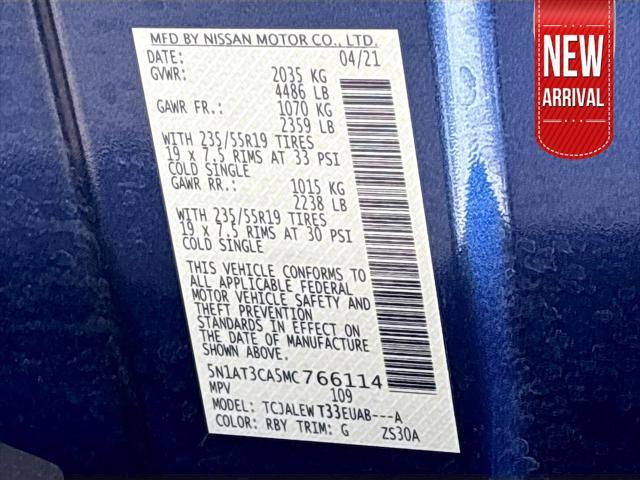 MFD BY NISSAN MOTOR CO., LTD.
DATE: 04/21
GVWR: 2035 KG
4486 LB
GAWR FR.: 1070 KG
2359 LB
WITH 235/55R19 TIRES
19 x 7.5 RIMS AT 33 PSI
COLD SINGLE
GAWR RR.: 1015 KG
2238 LB
WITH 235/55R19 TIRES
19 x 7.5 RIMS AT 30 PSI
COLD SINGLE
THIS VEHICLE CONFORMS TO
ALL APPLICABLE FEDERAL
MOTOR VEHICLE SAFETY AND
THEFT PREVENTION
STANDARDS IN EFFECT ON
THE DATE OF MANUFACTURE
SHOWN ABOVE.
5N1AT3CA5MC766114
MPV 109
MODEL: TCJALEW T33EUAB---A
COLOR: RBY TRIM: G ZS30A
NEW
ARRIVAL